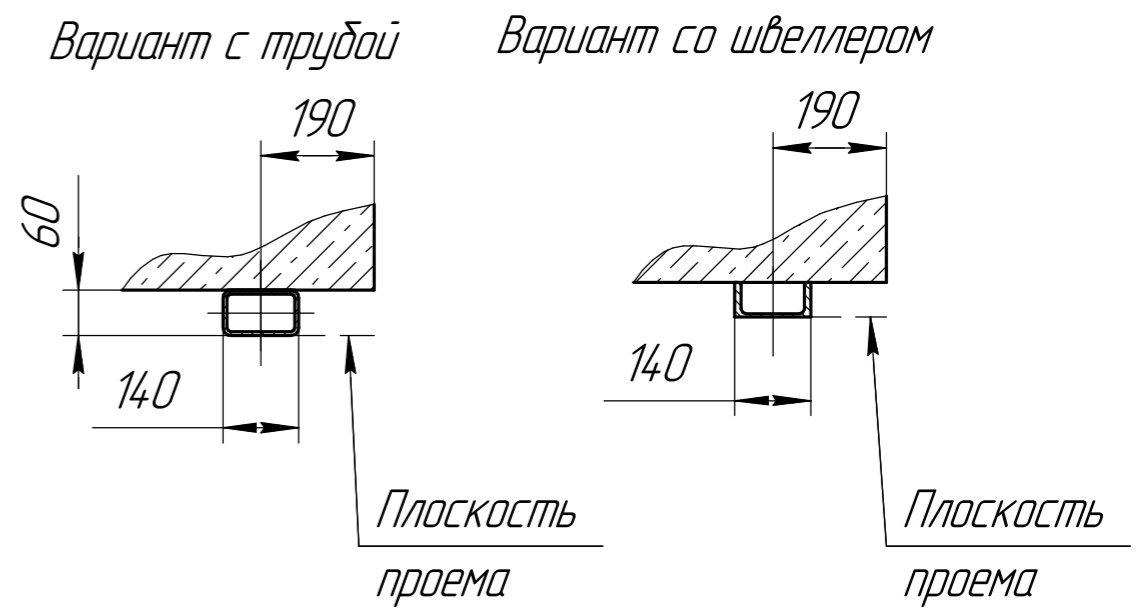 Вариант с трубой
Вариант со швеллером
190
190
60
140
140
Плоскость
проема
Плоскость
проема